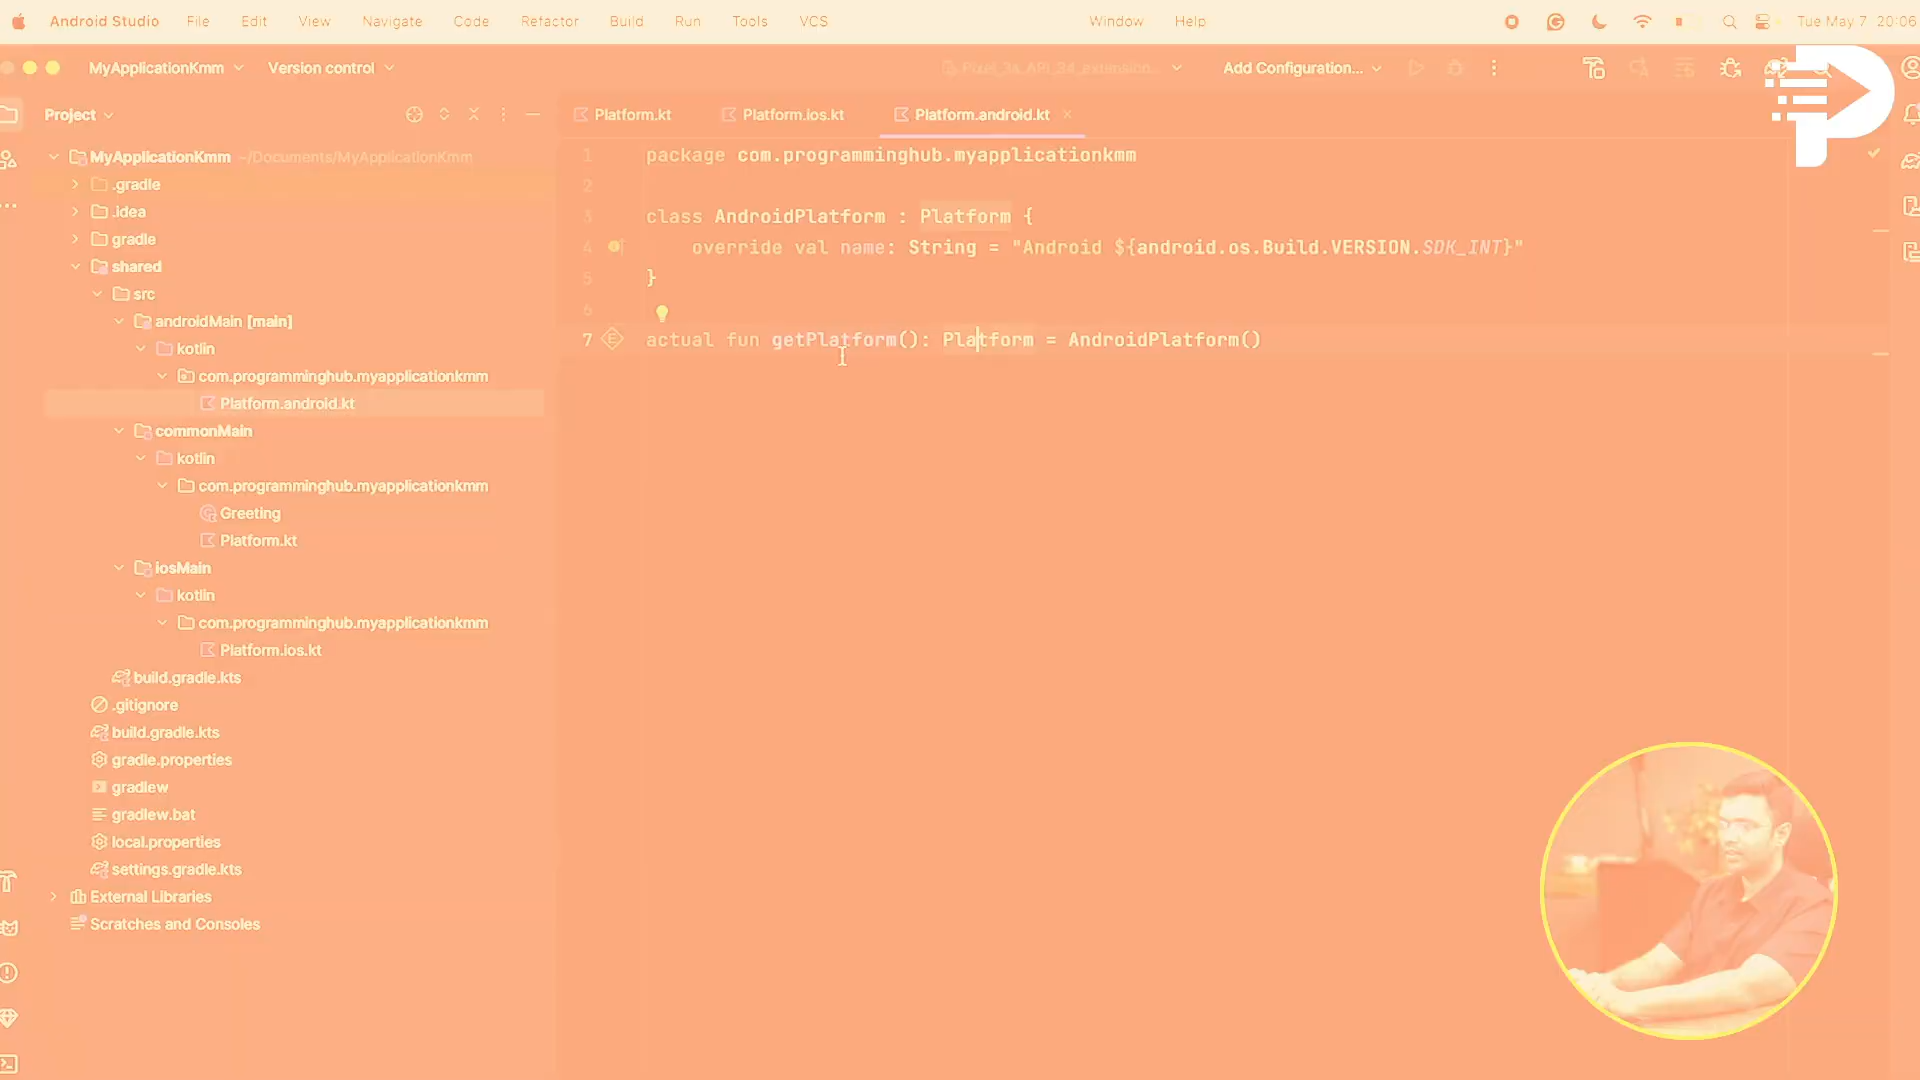 Android Studio File Edit View Navigate Code Refactor Build Run Tools VCS Window Help Tue May 7 20:06
MyApplicationKmm Version control Pixel_3a_API_34_extension... Add Configuration...
Project
Platform.kt Platform.ios.kt Platform.android.kt
MyApplicationKmm ~/Documents/MyApplicationKmm
.gradle
.idea
gradle
shared
src
androidMain [main]
kotlin
com.programminghub.myapplicationkmm
Platform.android.kt
commonMain
kotlin
com.programminghub.myapplicationkmm
Greeting
Platform.kt
iosMain
kotlin
com.programminghub.myapplicationkmm
Platform.ios.kt
build.gradle.kts
.gitignore
build.gradle.kts
gradle.properties
gradlew
gradlew.bat
local.properties
settings.gradle.kts
External Libraries
Scratches and Consoles
1 package com.programminghub.myapplicationkmm
2
3 class AndroidPlatform : Platform {
4 override val name: String = "Android ${android.os.Build.VERSION.SDK_INT}"
5 }
6
7 actual fun getPlatform(): Platform = AndroidPlatform()